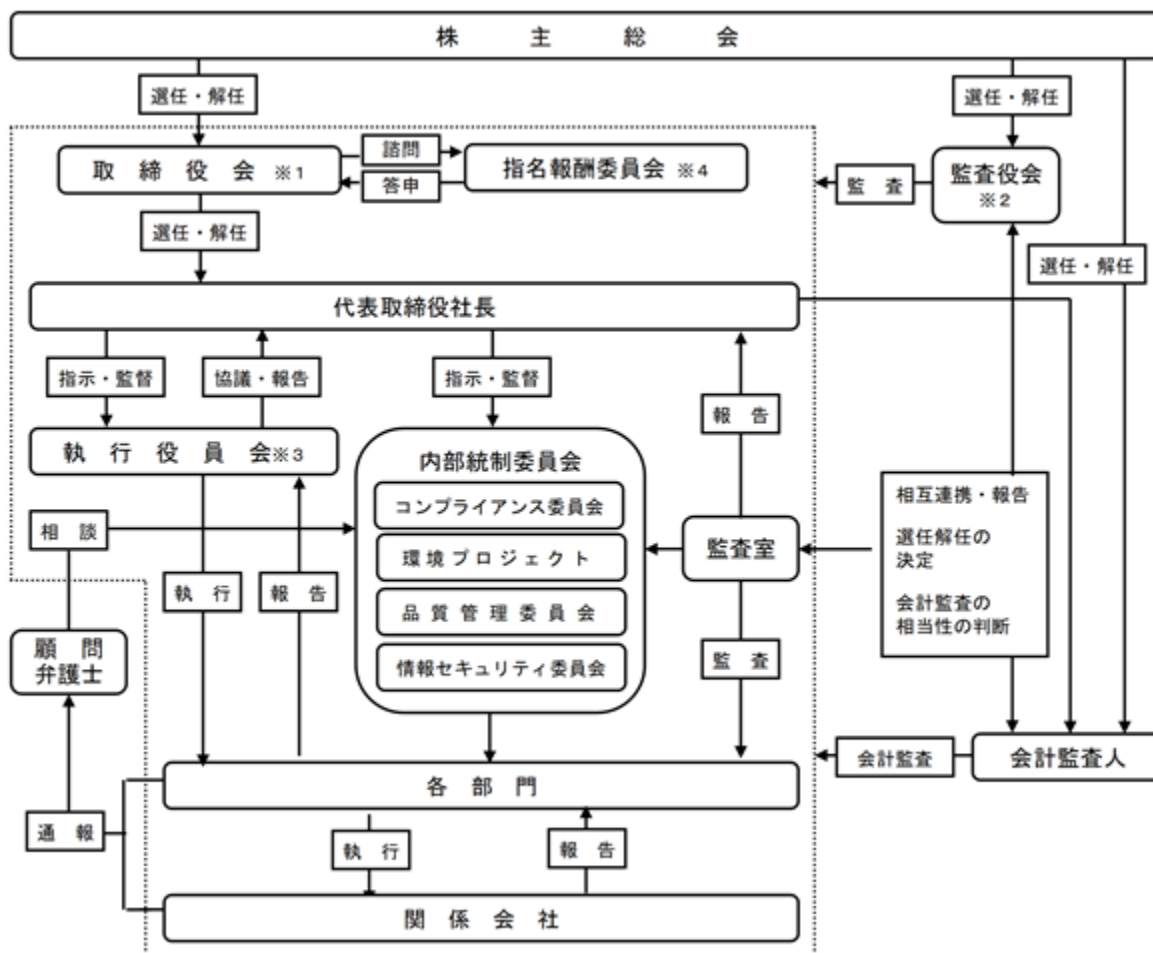 株主総会
選任・解任
選任・解任
取締役会 ※1
諮問
答申
指名報酬委員会 ※4
監査
監査役会
※2
選任・解任
選任・解任
代表取締役社長
指示・監督
協議・報告
指示・監督
報告
執行役員会※3
内部統制委員会
コンプライアンス委員会
環境プロジェクト
品質管理委員会
情報セキュリティ委員会
監査室
相互連携・報告
選任解任の
決定
会計監査の
相当性の判断
相談
執行
報告
顧問
弁護士
監査
会計監査
会計監査人
各部門
通報
執行
報告
関係会社